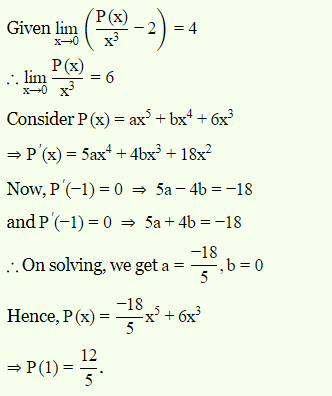 Given lim x→0 (P(x)/x³ − 2) = 4
∴ lim x→0 P(x)/x³ = 6
Consider P(x) = ax⁵ + bx⁴ + 6x³
⇒ P'(x) = 5ax⁴ + 4bx³ + 18x²
Now, P'(−1) = 0 ⇒ 5a − 4b = −18
and P'(−1) = 0 ⇒ 5a + 4b = −18
∴ On solving, we get a = −18/5, b = 0
Hence, P(x) = −18/5 x⁵ + 6x³
⇒ P(1) = 12/5.